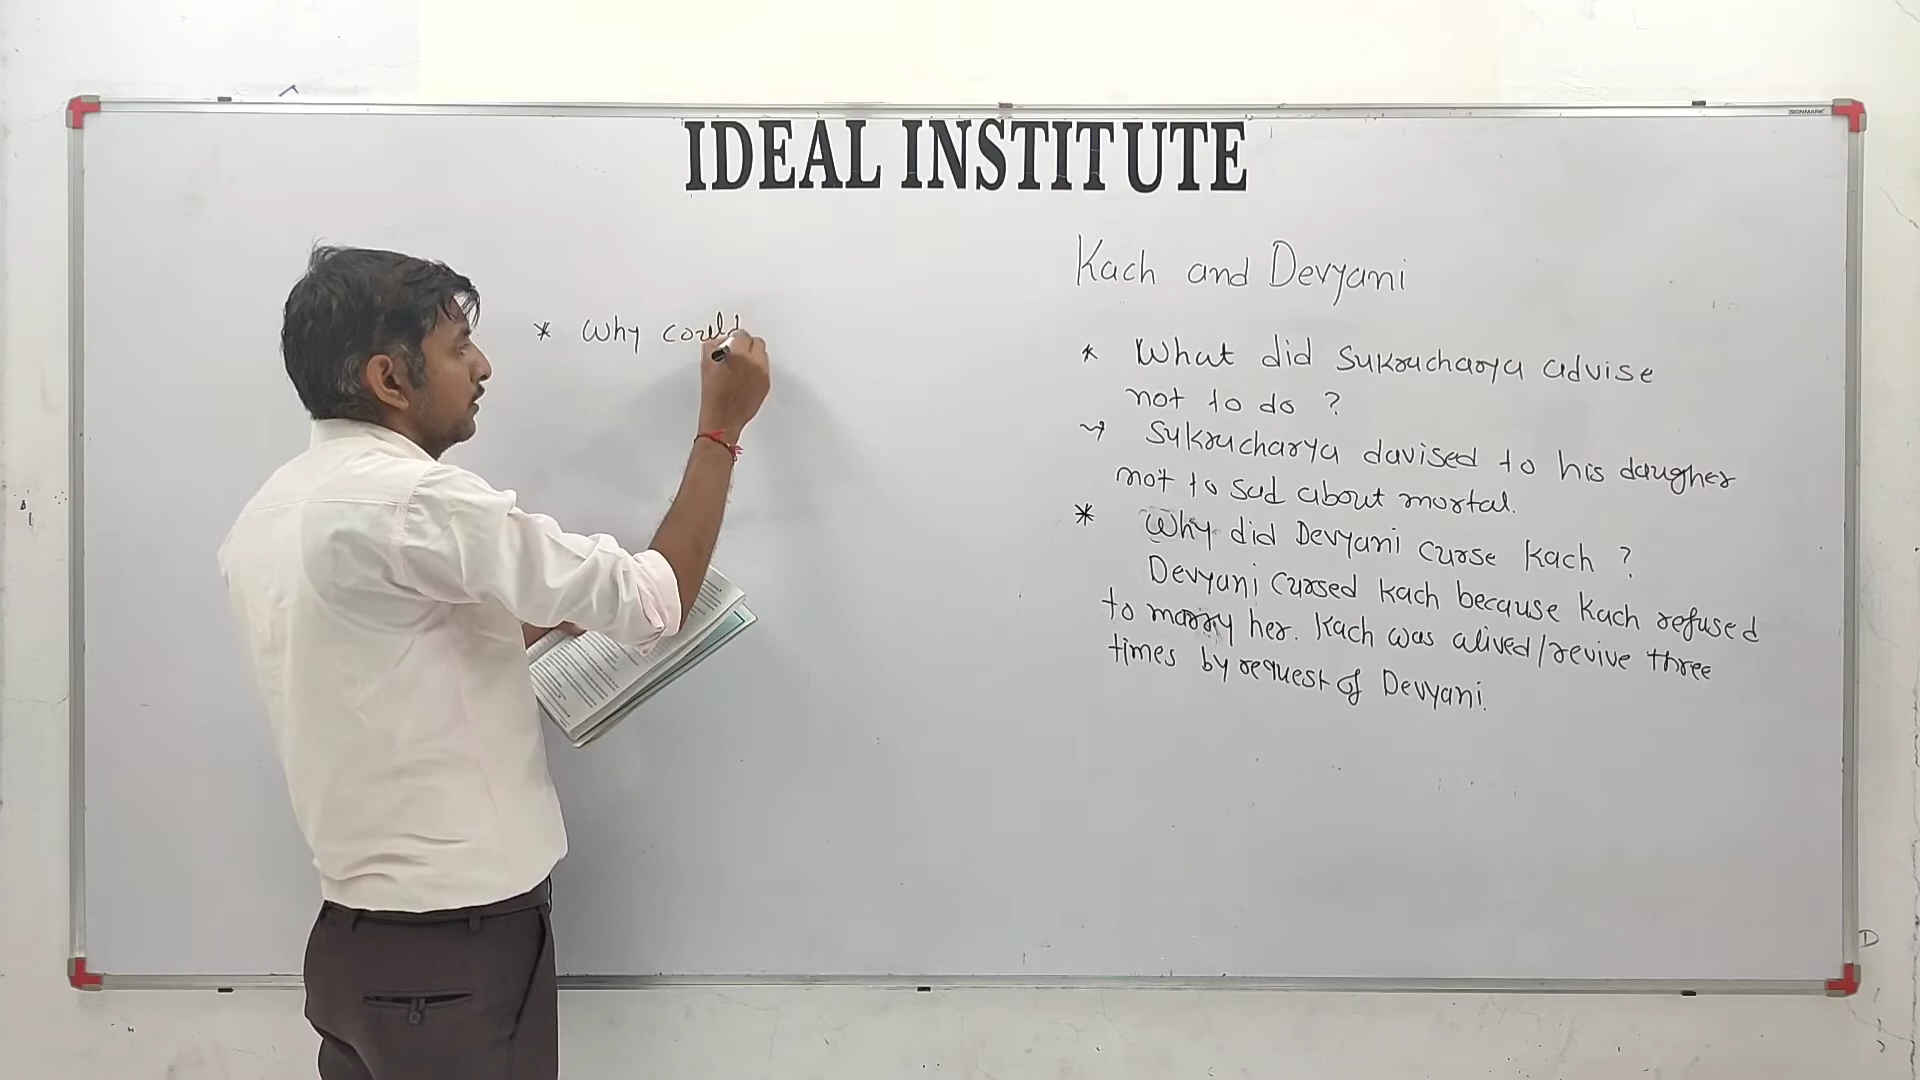 IDEAL INSTITUTE
Kach and Devyani
* What did Sukrucharya advise
not to do ?
→ Sukrucharya davised to his daugher
not to sad about mortal.
* Why did Devyani curse Kach ?
Devyani cursed Kach because Kach refused
to marry her. Kach was alived/revive three
times by request of Devyani.
* Why could
SIGNMARK
D